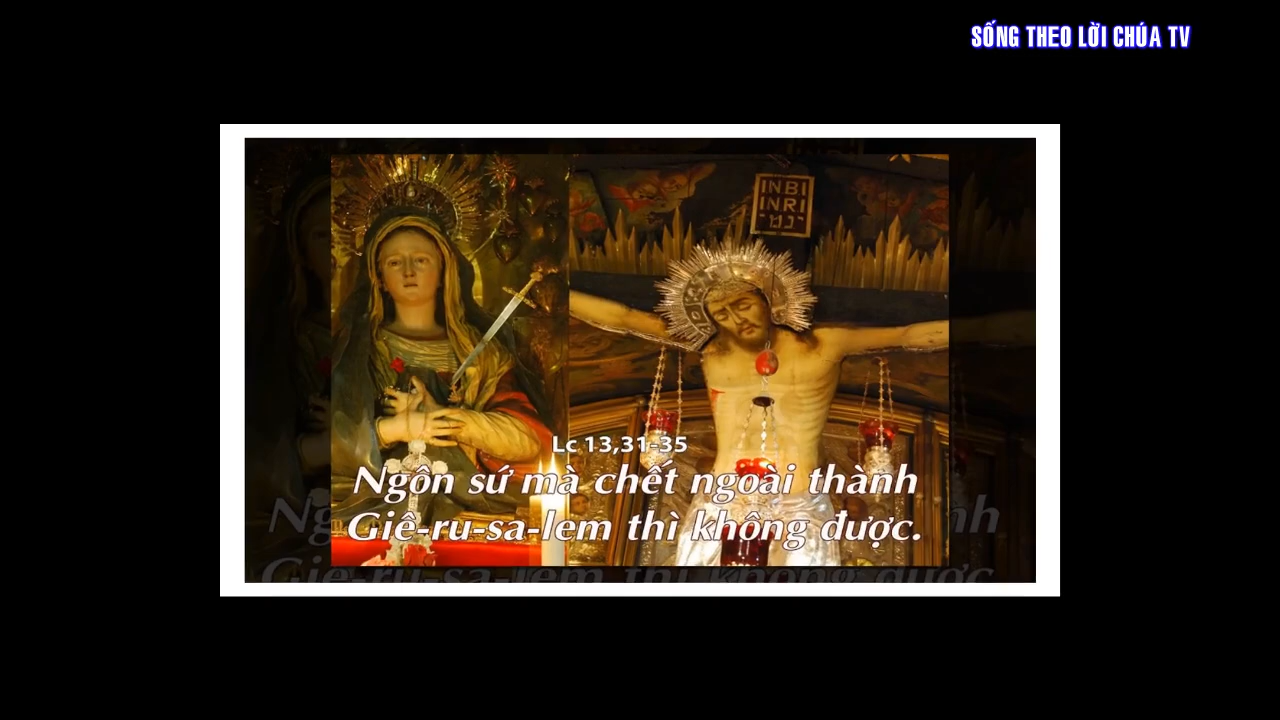 SỐNG THEO LỜI CHÚA TV
INBI
INRI
Lc 13,31-35
Ngôn sứ mà chết ngoài thành
Giê-ru-sa-lem thì không được.